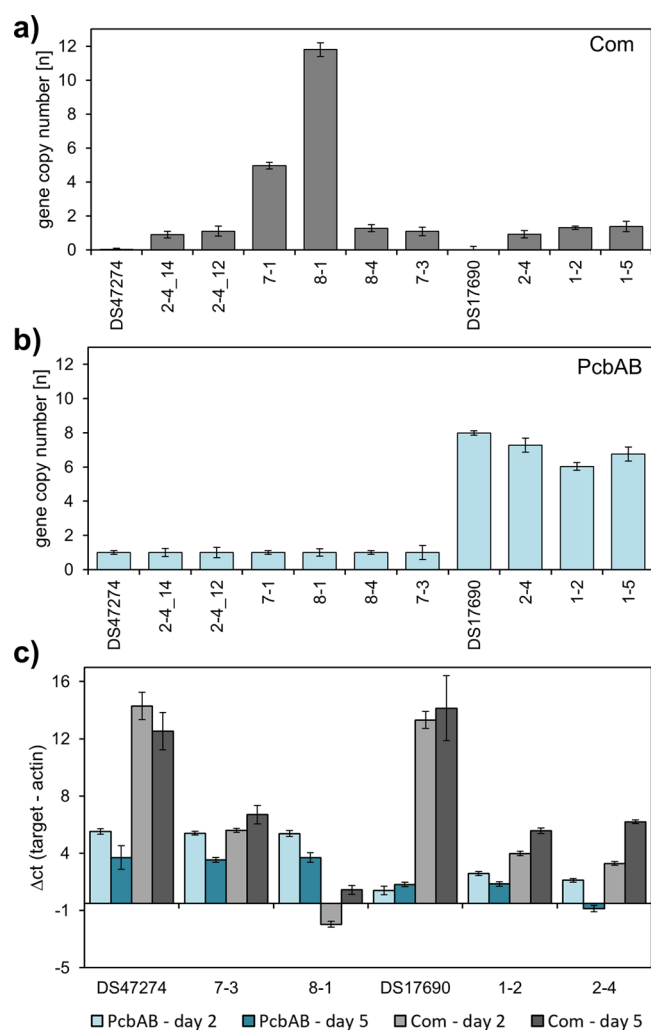 a)
Com
gene copy number [n]
12
10
8
6
4
2
0
DS47274
2-4_14
2-4_12
7-1
8-1
8-4
7-3
DS17690
2-4
1-2
1-5
b)
PcbAB
gene copy number [n]
12
10
8
6
4
2
0
DS47274
2-4_14
2-4_12
7-1
8-1
8-4
7-3
DS17690
2-4
1-2
1-5
c)
Δct (target - actin)
16
12
8
4
-1
-5
DS47274 7-3 8-1 DS17690 1-2 2-4
PcbAB - day 2 PcbAB - day 5 Com - day 2 Com - day 5